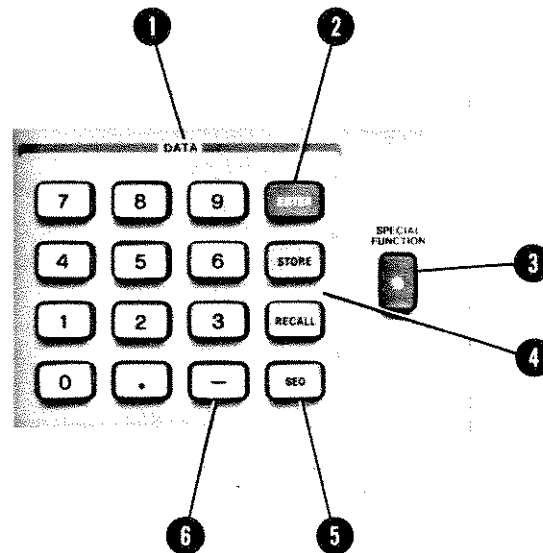 1 2
DATA
7 8 9 ENTER
SPECIAL
FUNCTION
4 5 6 STORE
3
1 2 3 RECALL
4
0 . — SEQ
6 5